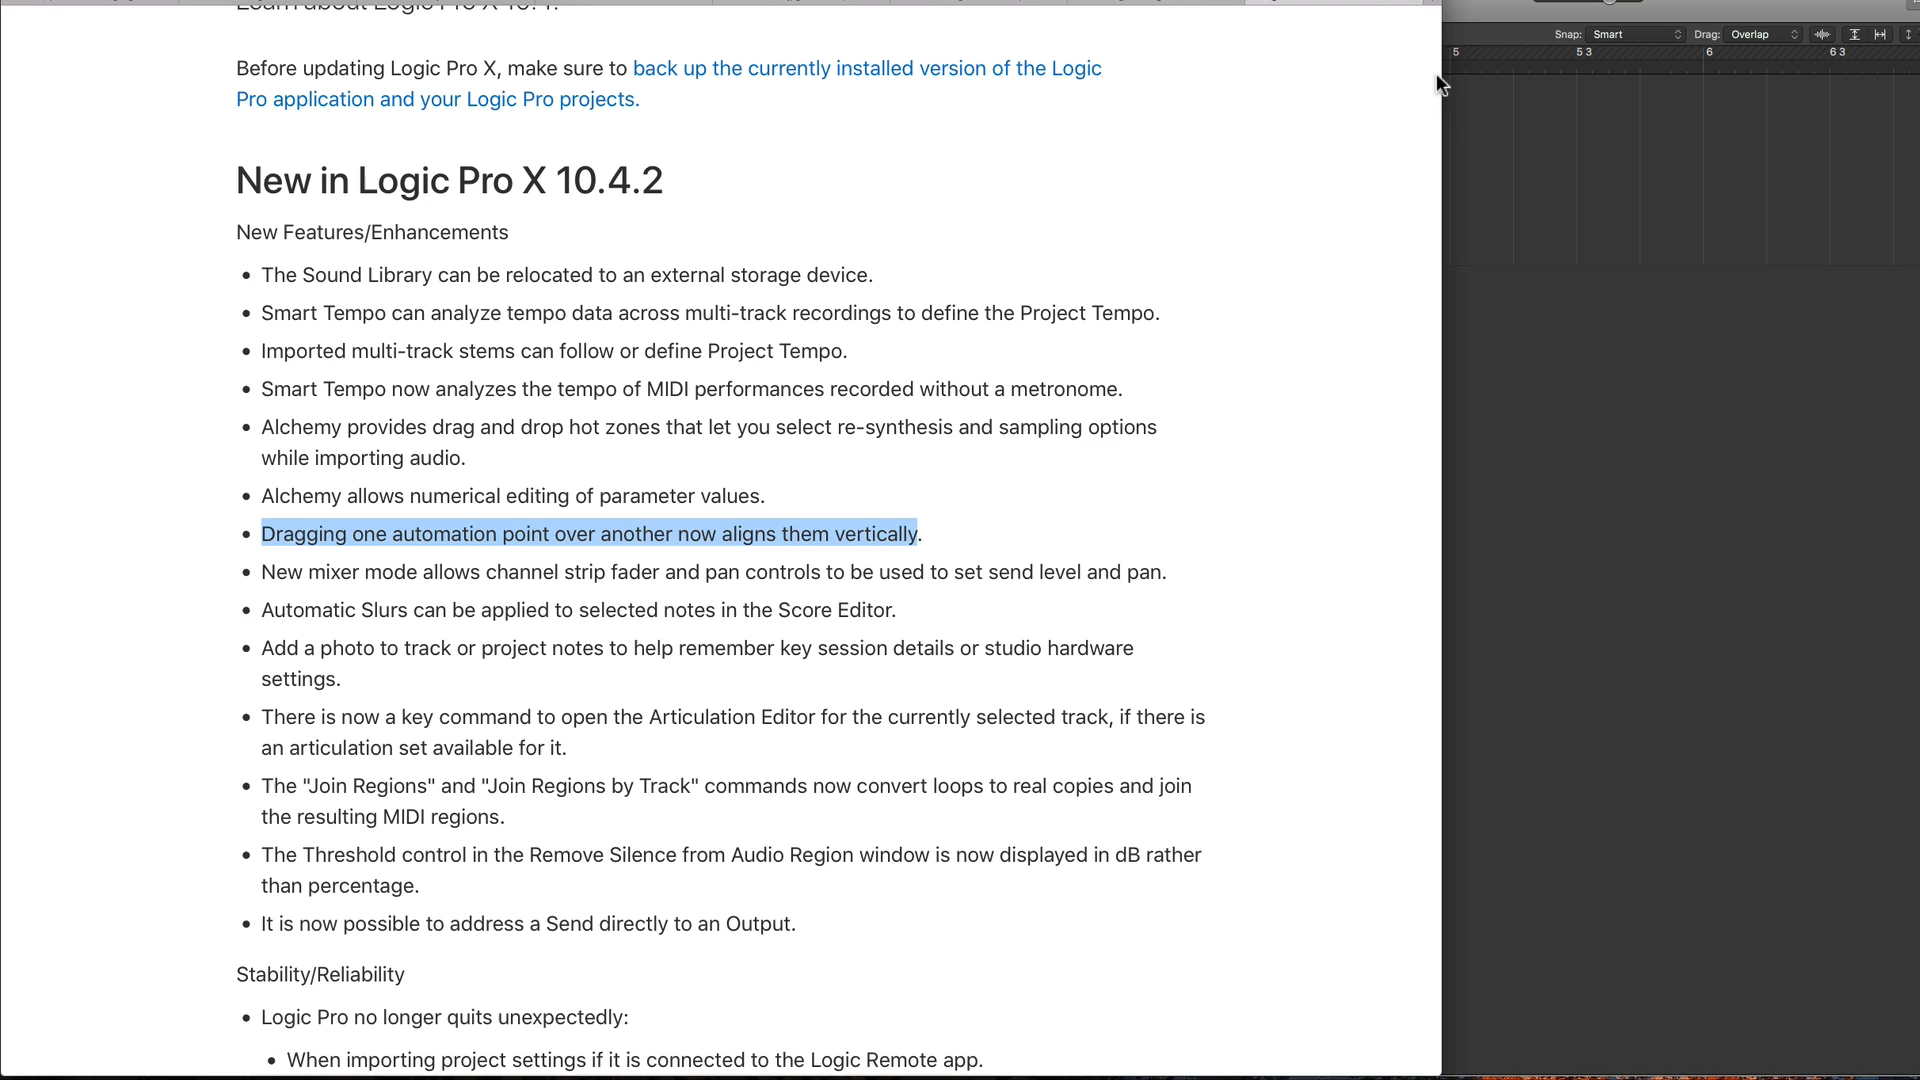 Learn about Logic Pro X 10.4.
Snap: Smart Drag: Overlap
5 5 3 6 6 3
Before updating Logic Pro X, make sure to back up the currently installed version of the Logic
Pro application and your Logic Pro projects.
New in Logic Pro X 10.4.2
New Features/Enhancements
• The Sound Library can be relocated to an external storage device.
• Smart Tempo can analyze tempo data across multi-track recordings to define the Project Tempo.
• Imported multi-track stems can follow or define Project Tempo.
• Smart Tempo now analyzes the tempo of MIDI performances recorded without a metronome.
• Alchemy provides drag and drop hot zones that let you select re-synthesis and sampling options
while importing audio.
• Alchemy allows numerical editing of parameter values.
• Dragging one automation point over another now aligns them vertically.
• New mixer mode allows channel strip fader and pan controls to be used to set send level and pan.
• Automatic Slurs can be applied to selected notes in the Score Editor.
• Add a photo to track or project notes to help remember key session details or studio hardware
settings.
• There is now a key command to open the Articulation Editor for the currently selected track, if there is
an articulation set available for it.
• The "Join Regions" and "Join Regions by Track" commands now convert loops to real copies and join
the resulting MIDI regions.
• The Threshold control in the Remove Silence from Audio Region window is now displayed in dB rather
than percentage.
• It is now possible to address a Send directly to an Output.
Stability/Reliability
• Logic Pro no longer quits unexpectedly:
• When importing project settings if it is connected to the Logic Remote app.